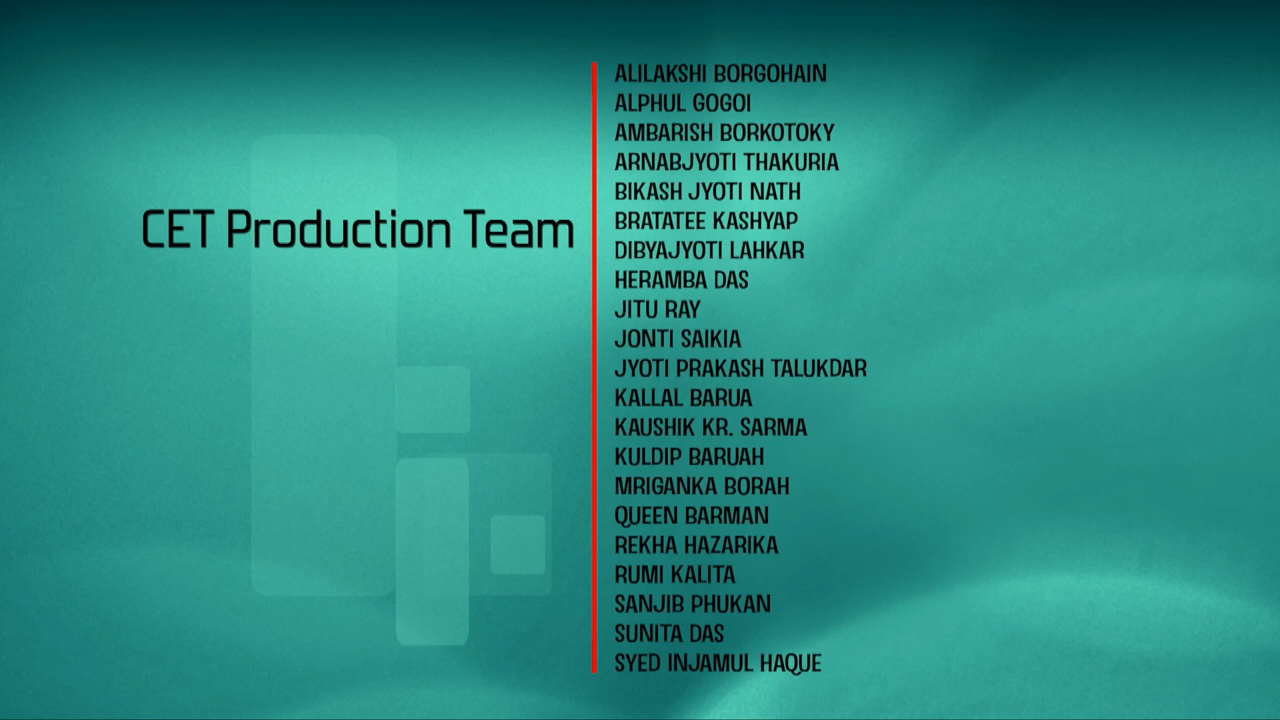 CET Production Team
ALILAKSHI BORGOHAIN
ALPHUL GOGOI
AMBARISH BORKOTOKY
ARNABJYOTI THAKURIA
BIKASH JYOTI NATH
BRATATEE KASHYAP
DIBYAJYOTI LAHKAR
HERAMBA DAS
JITU RAY
JONTI SAIKIA
JYOTI PRAKASH TALUKDAR
KALLAL BARUA
KAUSHIK KR. SARMA
KULDIP BARUAH
MRIGANKA BORAH
QUEEN BARMAN
REKHA HAZARIKA
RUMI KALITA
SANJIB PHUKAN
SUNITA DAS
SYED INJAMUL HAQUE